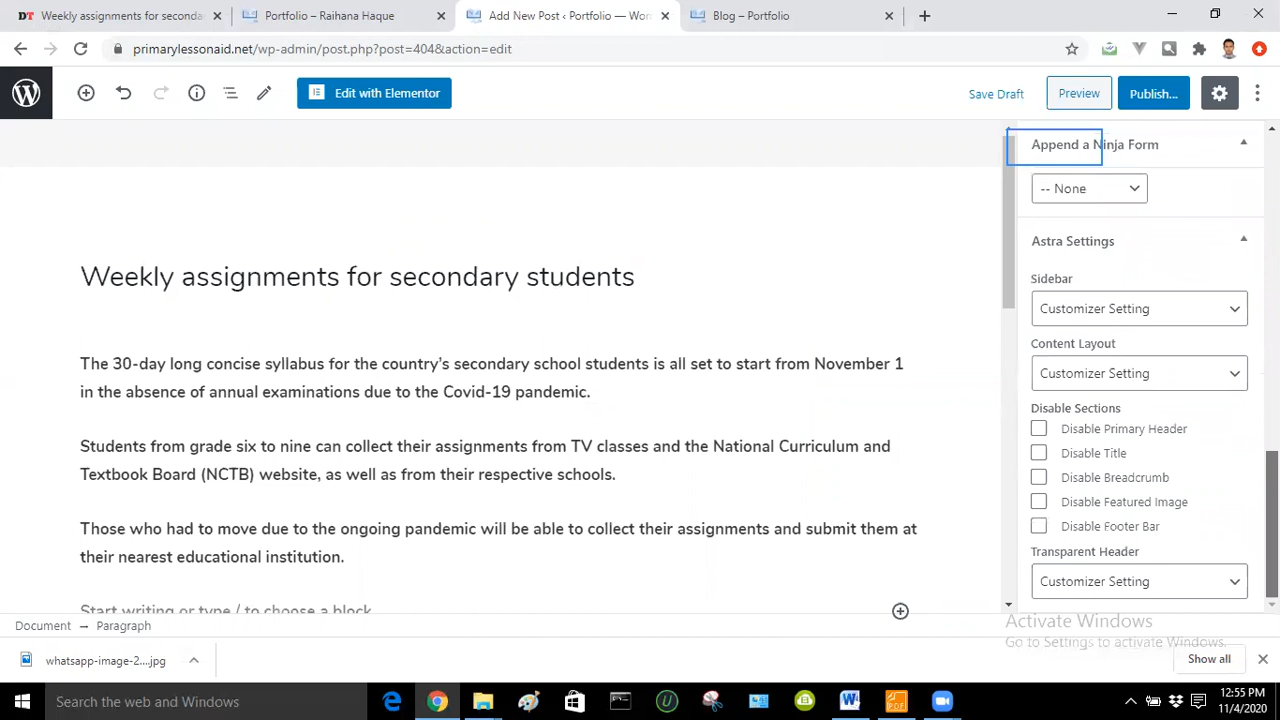 Weekly assignments for seconda
Portfolio – Raihana Haque
Add New Post ‹ Portfolio — Wor
Blog – Portfolio
primarylessonaid.net/wp-admin/post.php?post=404&action=edit
Edit with Elementor
Save Draft
Preview
Publish...
Append a Ninja Form
-- None
Astra Settings
Sidebar
Customizer Setting
Content Layout
Customizer Setting
Disable Sections
Disable Primary Header
Disable Title
Disable Breadcrumb
Disable Featured Image
Disable Footer Bar
Transparent Header
Customizer Setting
Weekly assignments for secondary students
The 30-day long concise syllabus for the country's secondary school students is all set to start from November 1
in the absence of annual examinations due to the Covid-19 pandemic.
Students from grade six to nine can collect their assignments from TV classes and the National Curriculum and
Textbook Board (NCTB) website, as well as from their respective schools.
Those who had to move due to the ongoing pandemic will be able to collect their assignments and submit them at
their nearest educational institution.
Start writing or type / to choose a block
Document → Paragraph
Activate Windows
Go to Settings to activate Windows.
whatsapp-image-2....jpg
Show all
Search the web and Windows
12:55 PM
11/4/2020